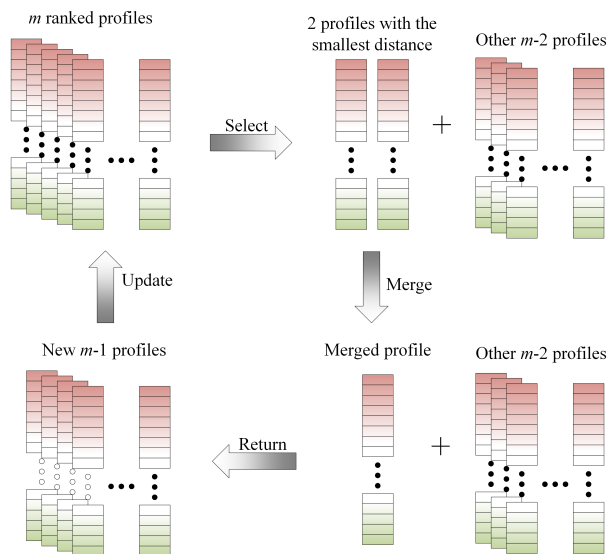 m ranked profiles
2 profiles with the
smallest distance
Other m-2 profiles
Select
+
Update
Merge
New m-1 profiles
Merged profile
Other m-2 profiles
Return
+